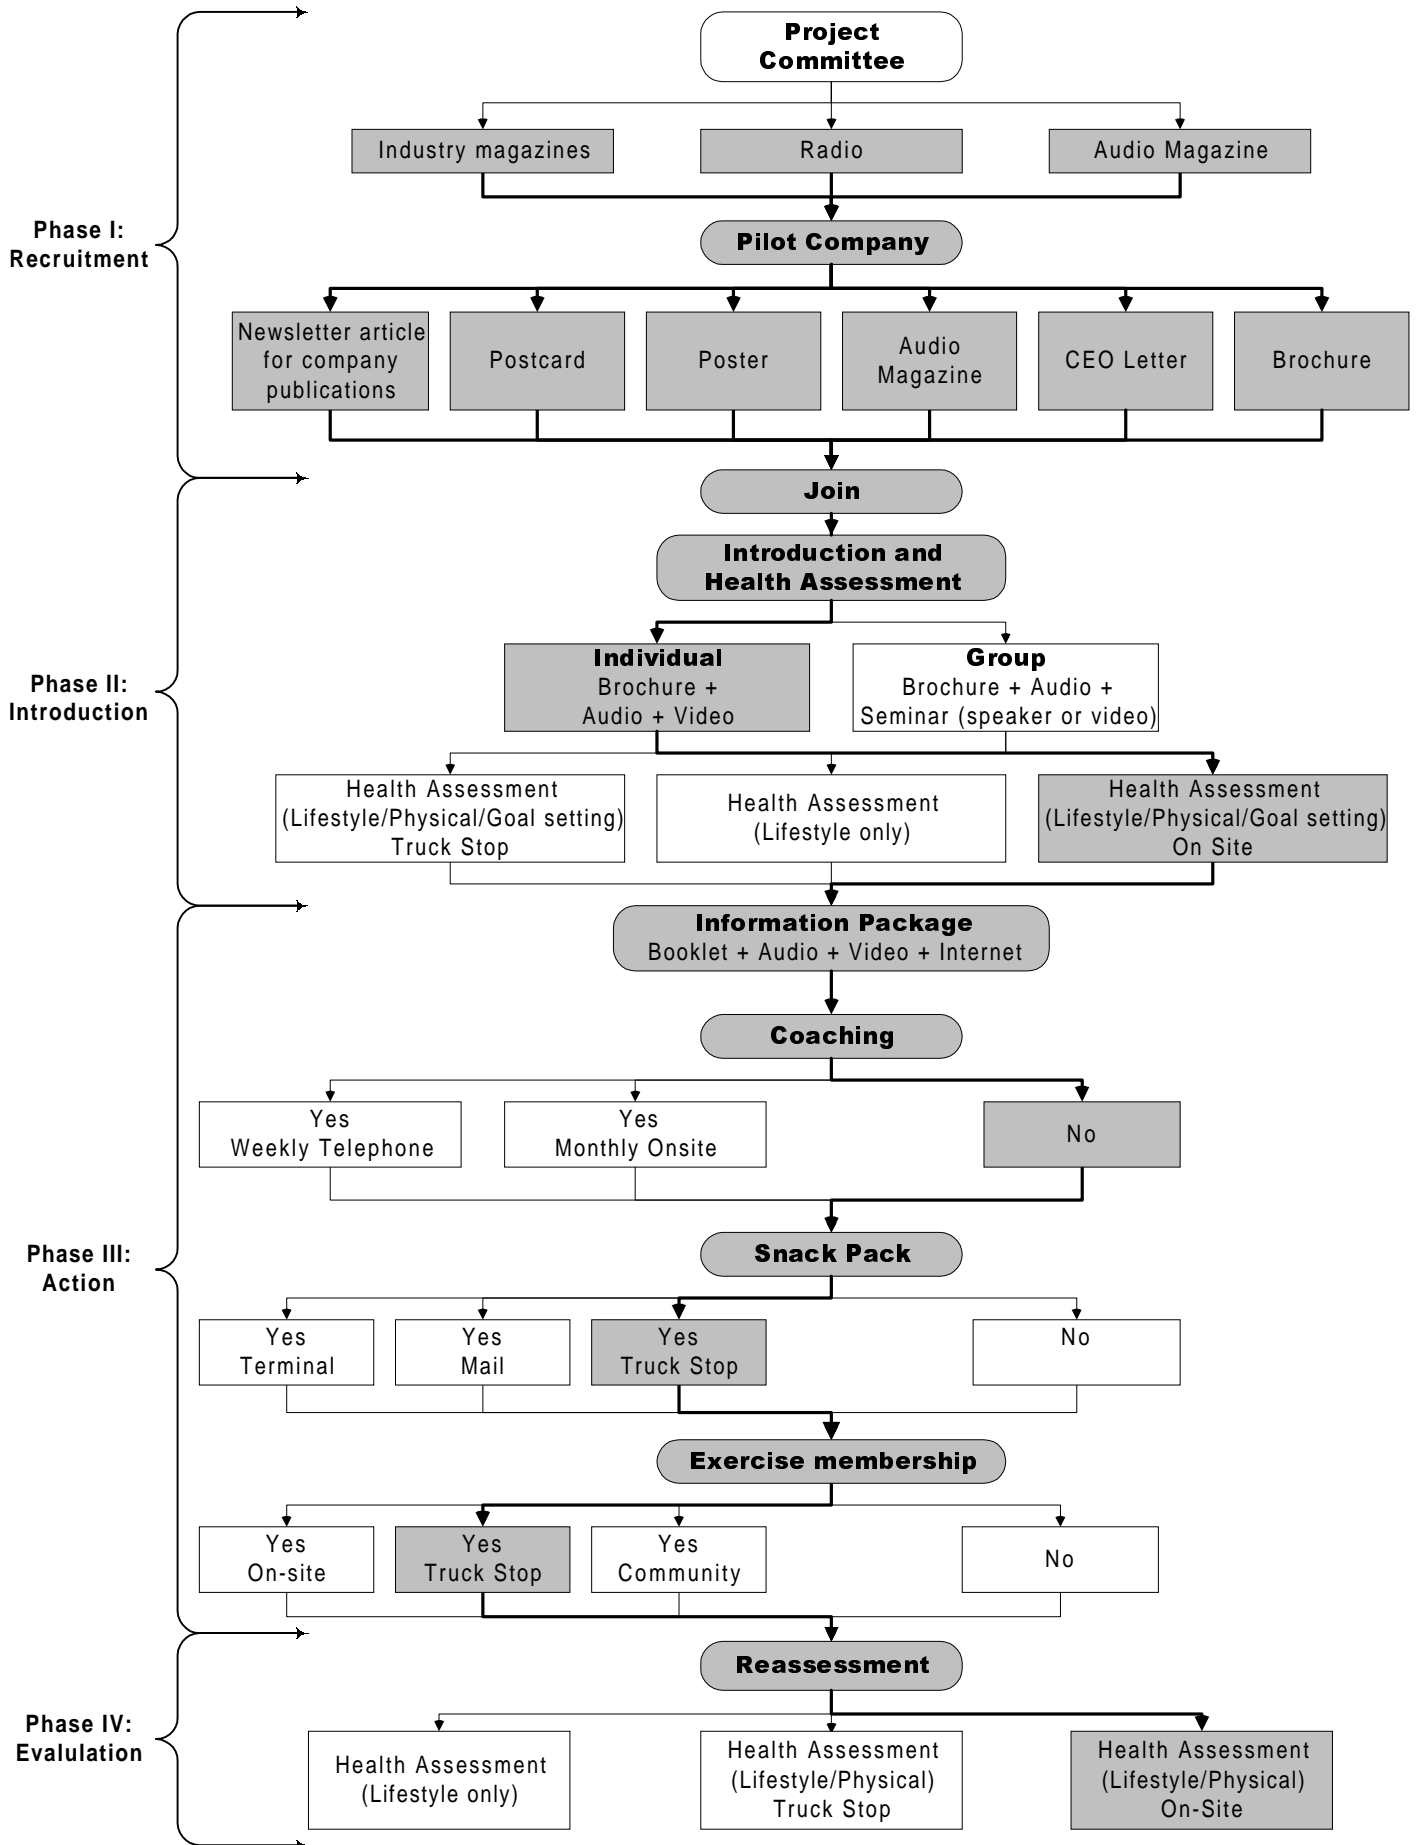 Project
Committee
Industry magazines
Radio
Audio Magazine
Phase I:
Recruitment
Pilot Company
Newsletter article
for company
publications
Postcard
Poster
Audio
Magazine
CEO Letter
Brochure
Join
Introduction and
Health Assessment
Phase II:
Introduction
Individual
Brochure +
Audio + Video
Group
Brochure + Audio +
Seminar (speaker or video)
Health Assessment
(Lifestyle/Physical/Goal setting)
Truck Stop
Health Assessment
(Lifestyle only)
Health Assessment
(Lifestyle/Physical/Goal setting)
On Site
Information Package
Booklet + Audio + Video + Internet
Coaching
Yes
Weekly Telephone
Yes
Monthly Onsite
No
Phase III:
Action
Snack Pack
Yes
Terminal
Yes
Mail
Yes
Truck Stop
No
Exercise membership
Yes
On-site
Yes
Truck Stop
Yes
Community
No
Reassessment
Phase IV:
Evalulation
Health Assessment
(Lifestyle only)
Health Assessment
(Lifestyle/Physical)
Truck Stop
Health Assessment
(Lifestyle/Physical)
On-Site